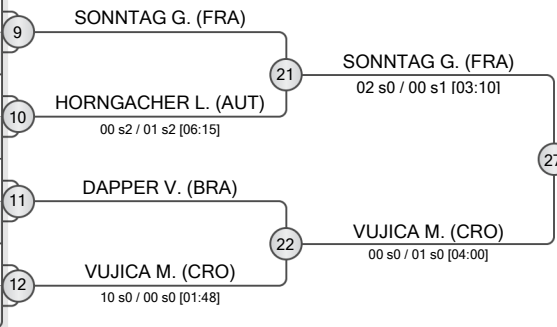 SONNTAG G. (FRA)
9
21
SONNTAG G. (FRA)
02 s0 / 00 s1 [03:10]
HORNGACHER L. (AUT)
10
00 s2 / 01 s2 [06:15]
27
DAPPER V. (BRA)
11
22
VUJICA M. (CRO)
00 s0 / 01 s0 [04:00]
VUJICA M. (CRO)
12
10 s0 / 00 s0 [01:48]